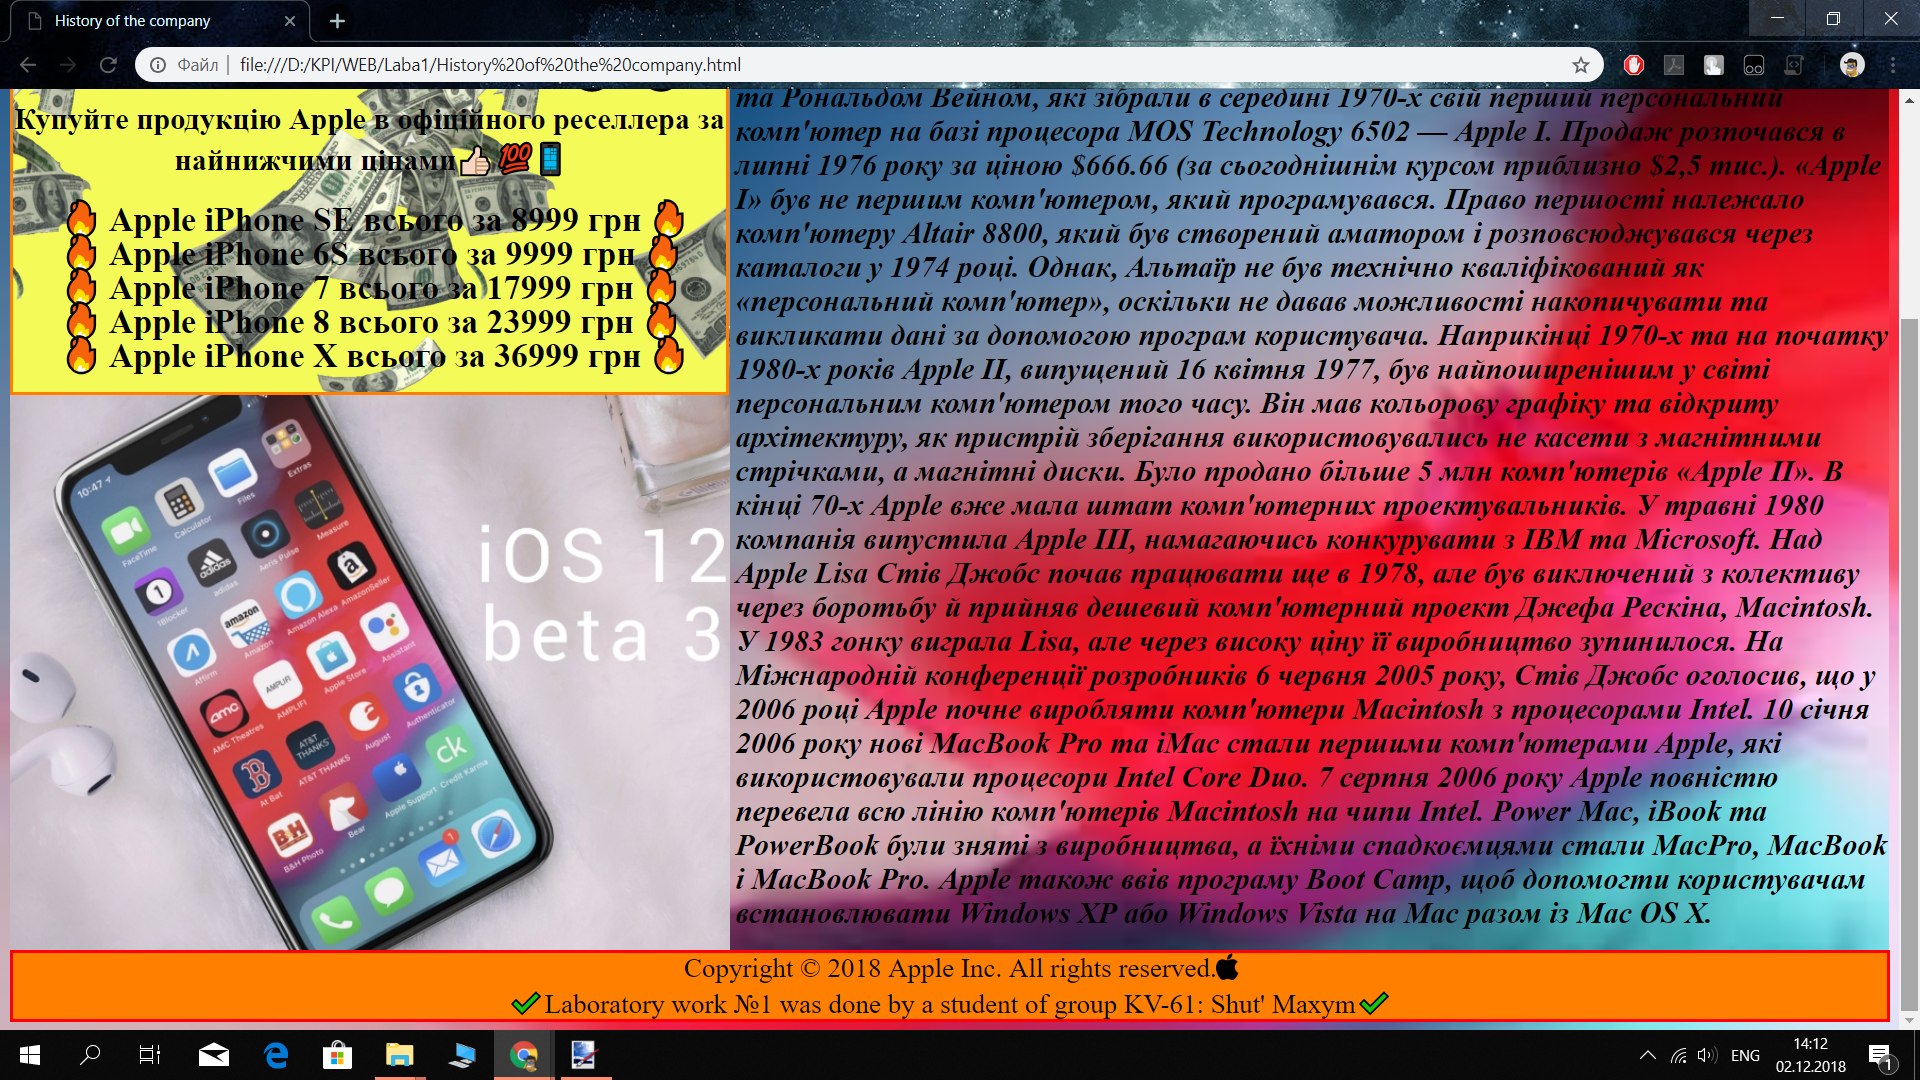 History of the company
Файл
file:///D:/KPI/WEB/Laba1/History%20of%20the%20company.html
Купуйте продукцію Apple в офіційного реселлера за
найнижчими цінами👍🏻 💯📱
🔥 Apple iPhone SE всього за 8999 грн 🔥
🔥 Apple iPhone 6S всього за 9999 грн 🔥
🔥 Apple iPhone 7 всього за 17999 грн 🔥
🔥 Apple iPhone 8 всього за 23999 грн 🔥
🔥 Apple iPhone X всього за 36999 грн 🔥
10:47
Extras
Files
Calculator
FaceTime
Measure
Aeris Pulse
adidas
1Blocker
AmazonSeller
Amazon Alexa
amazon
Amazon
Affirm
Assistant
Apple Store
AMPLIFI
AMPLIFI
amc
AMC Theatres
Authenticator
August
AT&T THANKS
AT&T THANKS
At Bat
ck
Credit Karma
Apple Support
Bear
B&H
B&H Photo
1
iOS 12
beta 3
та Рональдом Вейном, які зібрали в середині 1970-х свій перший персональний
комп'ютер на базі процесора MOS Technology 6502 — Apple I. Продаж розпочався в
липні 1976 року за ціною $666.66 (за сьогоднішнім курсом приблизно $2,5 тис.). «Apple
I» був не першим комп'ютером, який програмувався. Право першості належало
комп'ютеру Altair 8800, який був створений аматором і розповсюджувався через
каталоги у 1974 році. Однак, Альтаїр не був технічно кваліфікований як
«персональний комп'ютер», оскільки не давав можливості накопичувати та
викликати дані за допомогою програм користувача. Наприкінці 1970-х та на початку
1980-х років Apple II, випущений 16 квітня 1977, був найпоширенішим у світі
персональним комп'ютером того часу. Він мав кольорову графіку та відкриту
архітектуру, як пристрій зберігання використовувались не касети з магнітними
стрічками, а магнітні диски. Було продано більше 5 млн комп'ютерів «Apple II». В
кінці 70-х Apple вже мала штат комп'ютерних проектувальників. У травні 1980
компанія випустила Apple III, намагаючись конкурувати з IBM та Microsoft. Над
Apple Lisa Стів Джобс почав працювати ще в 1978, але був виключений з колективу
через боротьбу й прийняв дешевий комп'ютерний проект Джефа Рескіна, Macintosh.
У 1983 гонку виграла Lisa, але через високу ціну її виробництво зупинилося. На
Міжнародній конференції розробників 6 червня 2005 року, Стів Джобс оголосив, що у
2006 році Apple почне виробляти комп'ютери Macintosh з процесорами Intel. 10 січня
2006 року нові MacBook Pro та iMac стали першими комп'ютерами Apple, які
використовували процесори Intel Core Duo. 7 серпня 2006 року Apple повністю
перевела всю лінію комп'ютерів Macintosh на чипи Intel. Power Mac, iBook та
PowerBook були зняті з виробництва, а їхніми спадкоємцями стали MacPro, MacBook
і MacBook Pro. Apple також ввів програму Boot Camp, щоб допомогти користувачам
встановлювати Windows XP або Windows Vista на Mac разом із Mac OS X.
Copyright © 2018 Apple Inc. All rights reserved.
✔Laboratory work №1 was done by a student of group KV-61: Shut' Maxym✔
ENG
14:12
02.12.2018
1